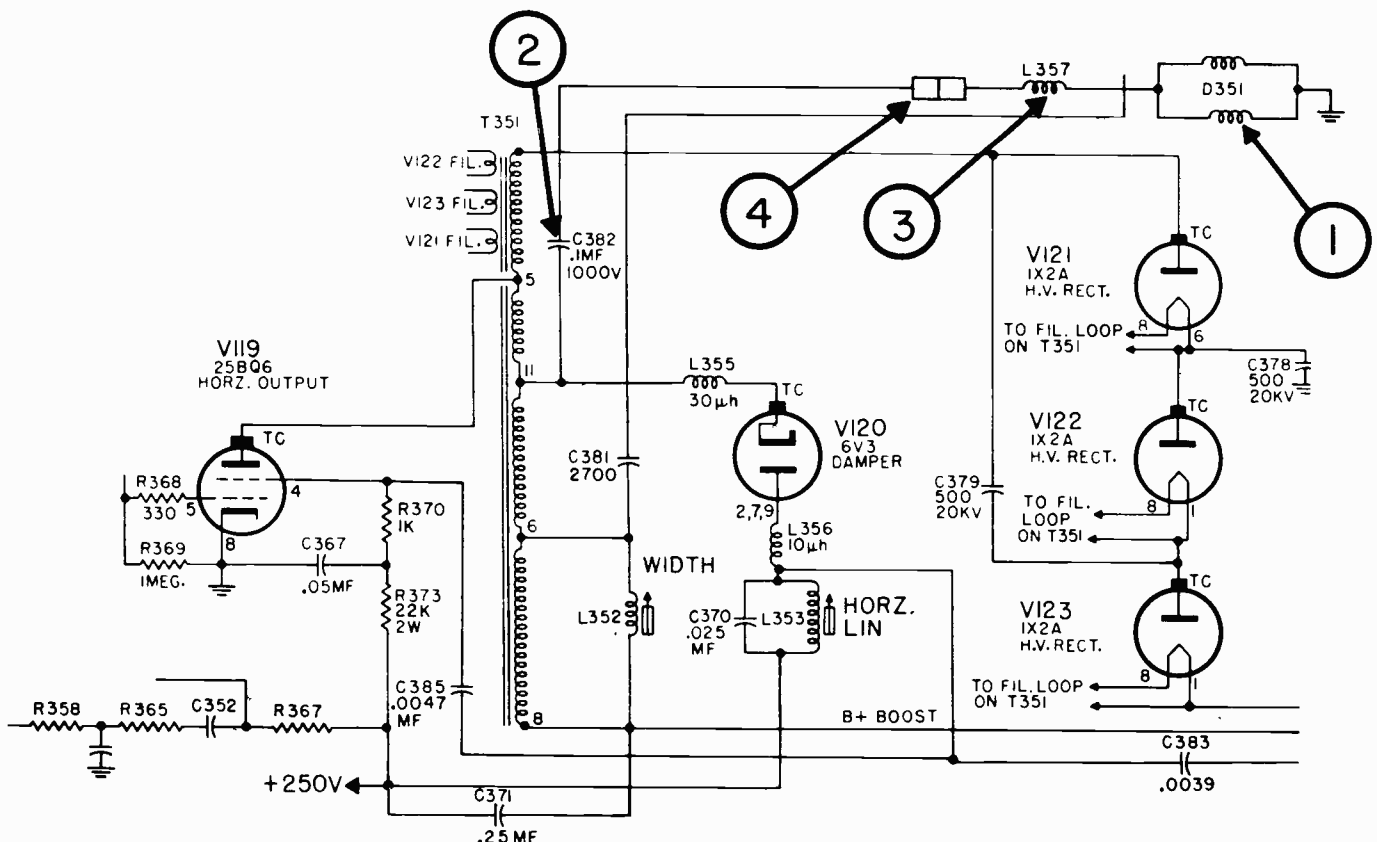 2
L357
D351
T351
V122 FIL.
V123 FIL.
V121 FIL.
4
3
1
C382
.1MF
1000V
5
TC
V121
1X2A
H.V. RECT.
8
6
TO FIL. LOOP
ON T351
C378
500
20KV
V119
25BQ6
HORZ. OUTPUT
11
L355
30µh
TC
V120
6V3
DAMPER
2,7,9
TC
V122
1X2A
H.V. RECT.
8
1
TO FIL.
LOOP
ON T351
TC
R368
330
5
4
8
R369
1MEG.
C367
.05MF
R370
1K
R373
22K
2W
C381
2700
C379
500
20KV
6
L356
10µh
WIDTH
L352
C370
.025
MF
L353
HORZ.
LIN
TC
V123
1X2A
H.V. RECT.
8
1
TO FIL. LOOP
ON T351
R358
R365
C352
R367
C385
.0047
MF
8
B+ BOOST
C383
.0039
+250V
C371
.25MF